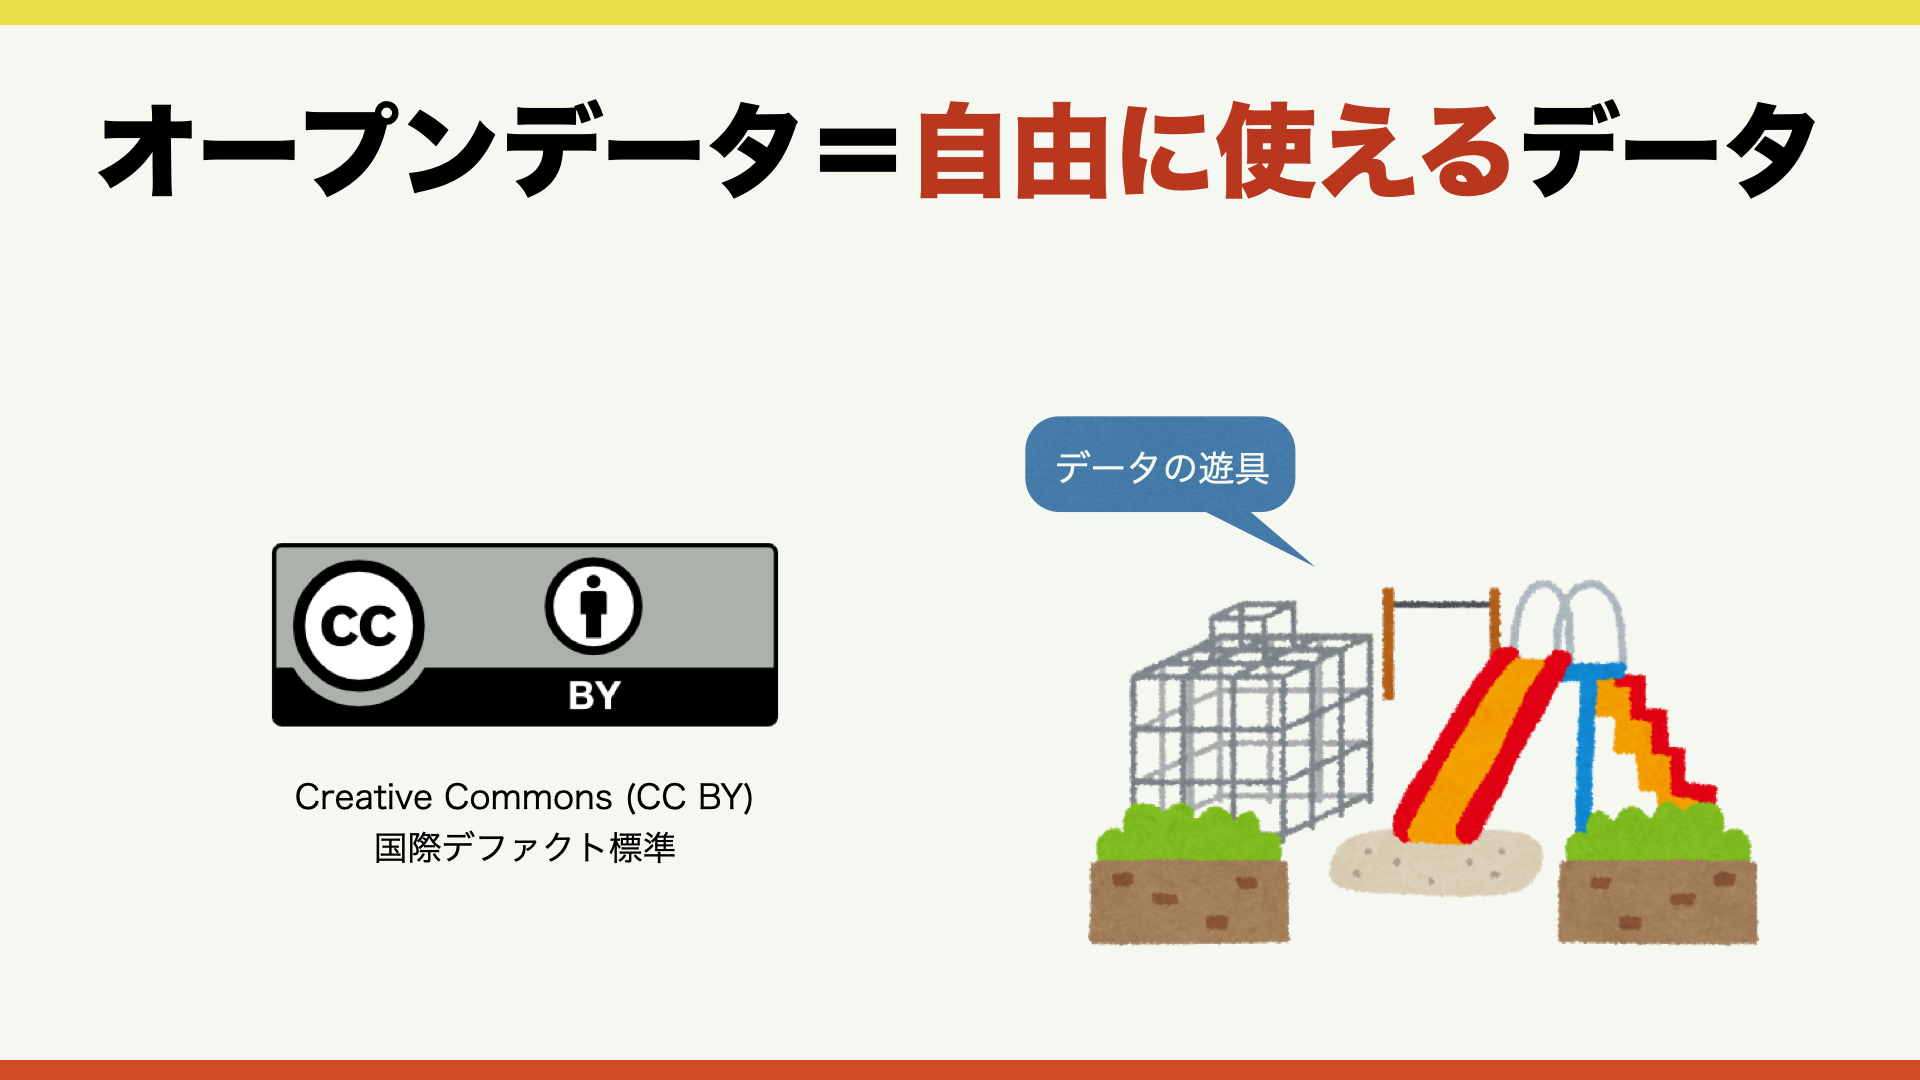 オープンデータ＝自由に使えるデータ
データの遊具
CC
BY
Creative Commons (CC BY)
国際デファクト標準